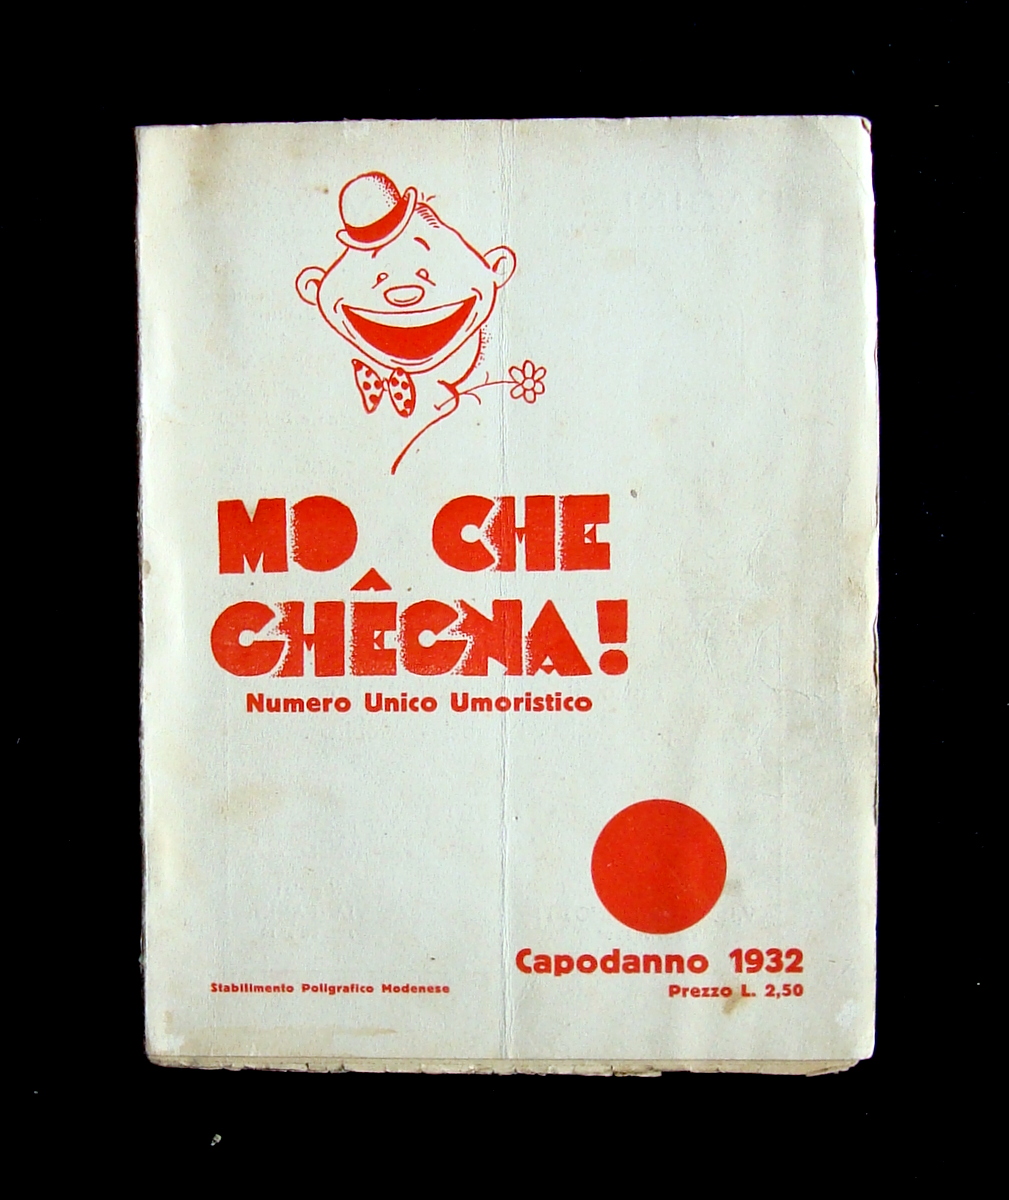 MO CHE
CHÊCNA!
Numero Unico Umoristico
Capodanno 1932
Prezzo L. 2,50
Stabilimento Poligrafico Modenese